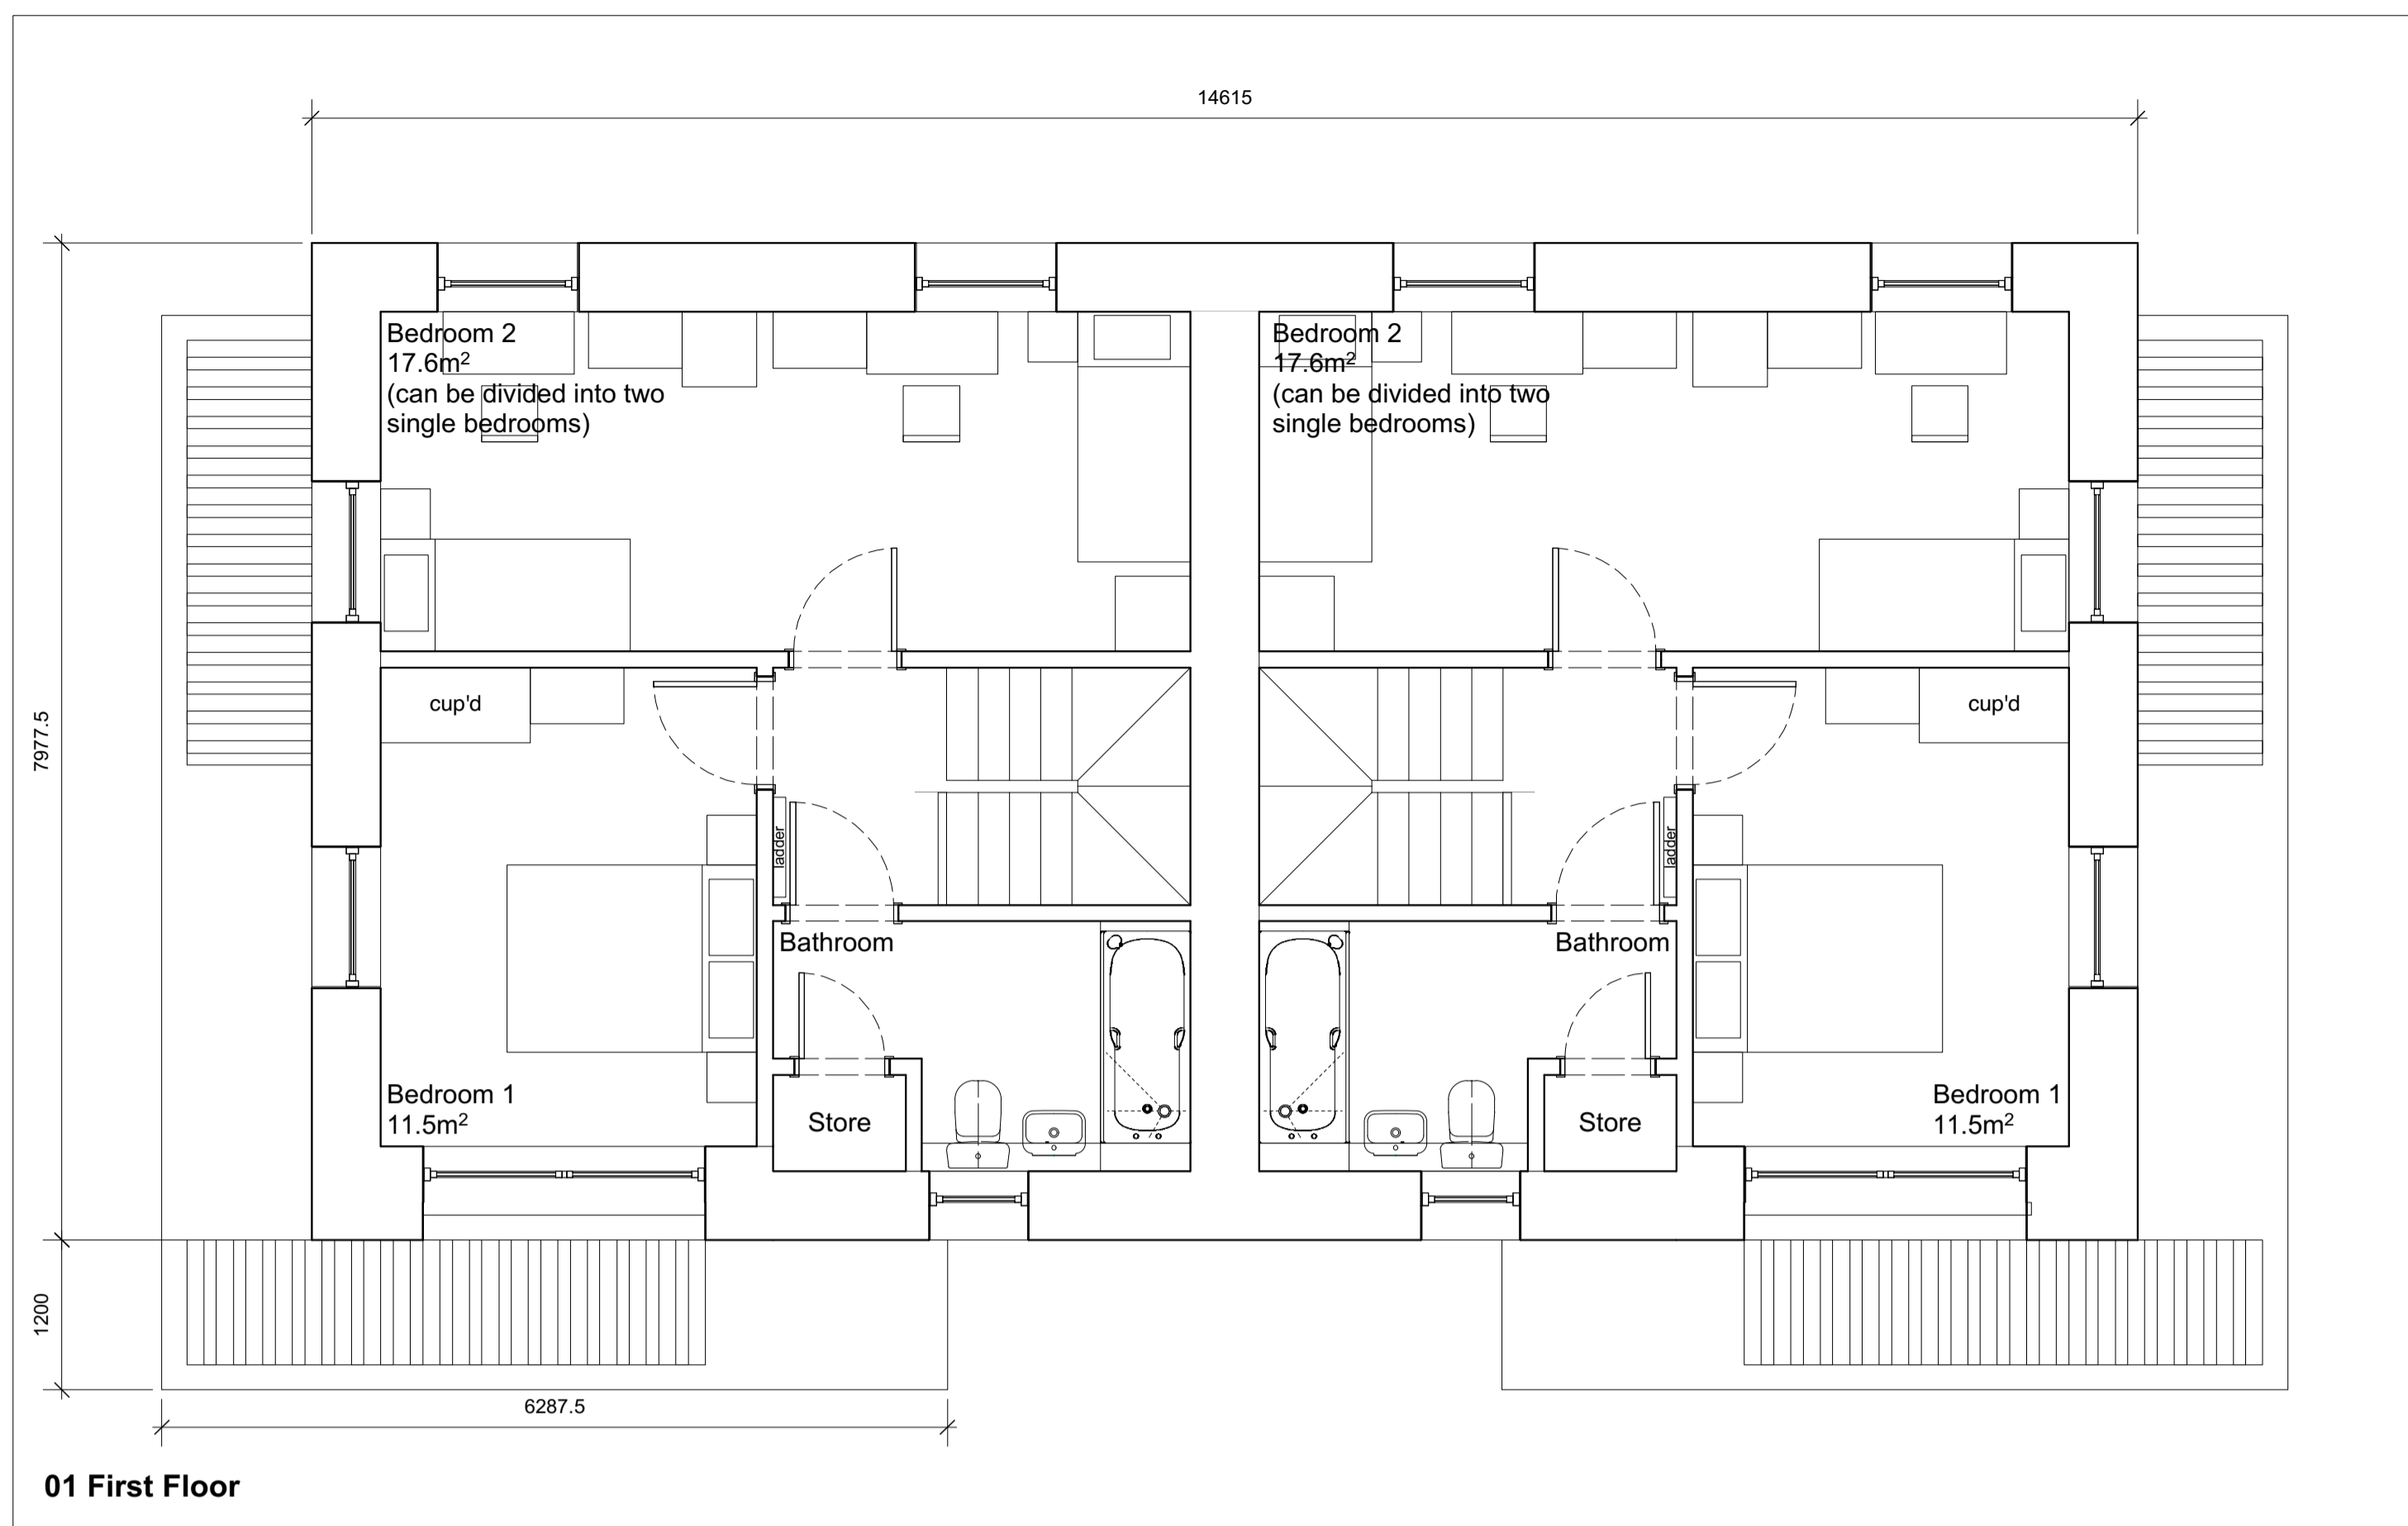 14615
Bedroom 2
17.6m²
(can be divided into two
single bedrooms)
Bedroom 2
17.6m²
(can be divided into two
single bedrooms)
7977.5
cup'd
cup'd
ladder
ladder
Bathroom
Bathroom
Bedroom 1
11.5m²
Store
Store
Bedroom 1
11.5m²
1200
6287.5
01 First Floor